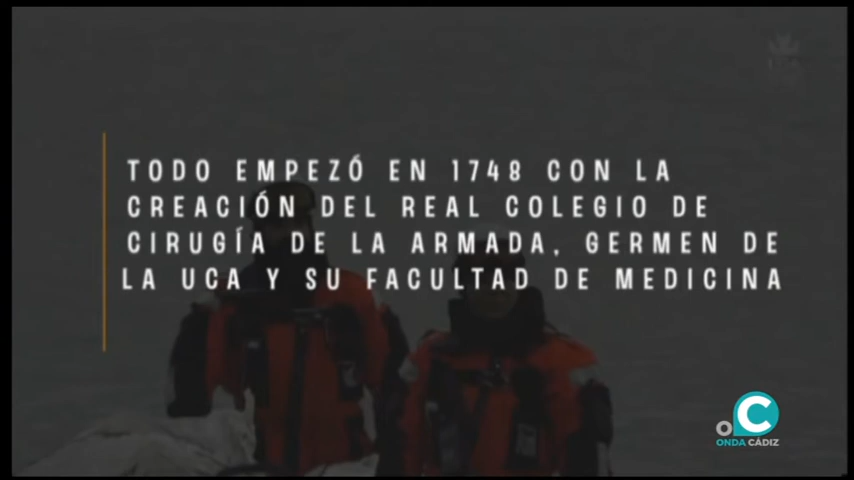 TODO EMPEZÓ EN 1748 CON LA
CREACIÓN DEL REAL COLEGIO DE
CIRUGÍA DE LA ARMADA, GERMEN DE
LA UCA Y SU FACULTAD DE MEDICINA
OC
ONDA CÁDIZ